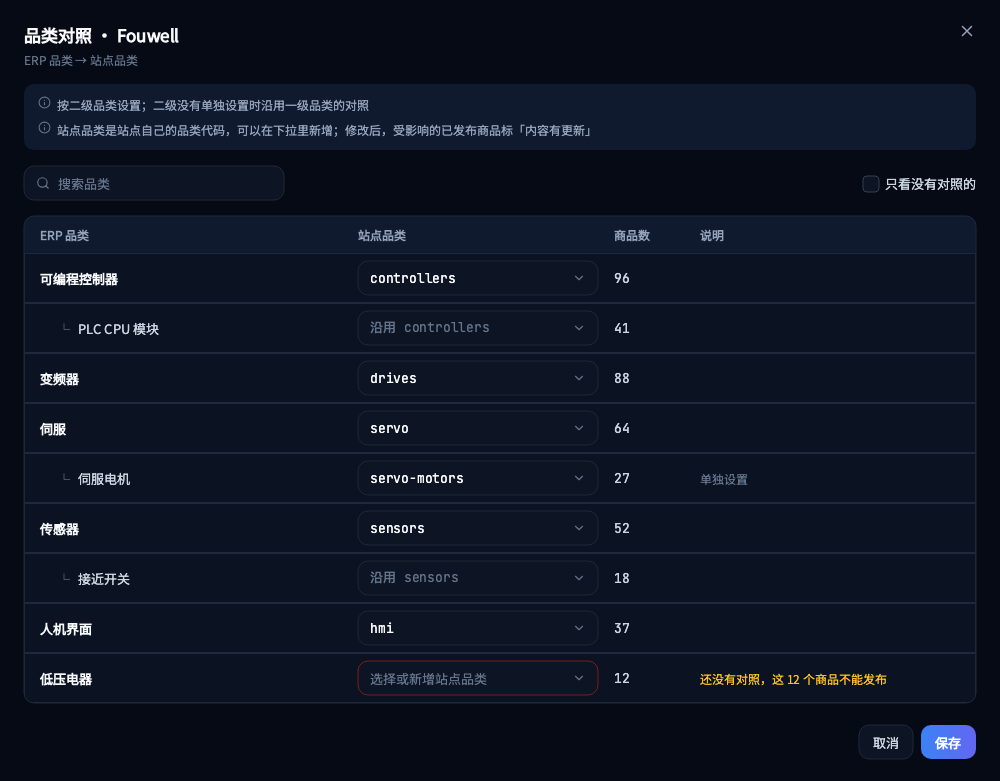 品类对照 · Fouwell
ERP 品类 → 站点品类
按二级品类设置；二级没有单独设置时沿用一级品类的对照
站点品类是站点自己的品类代码，可以在下拉里新增；修改后，受影响的已发布商品标「内容有更新」
搜索品类
只看没有对照的
ERP 品类 站点品类 商品数 说明
可编程控制器 controllers 96
PLC CPU 模块 沿用 controllers 41
变频器 drives 88
伺服 servo 64
伺服电机 servo-motors 27 单独设置
传感器 sensors 52
接近开关 沿用 sensors 18
人机界面 hmi 37
低压电器 选择或新增站点品类 12 还没有对照，这 12 个商品不能发布
取消 保存